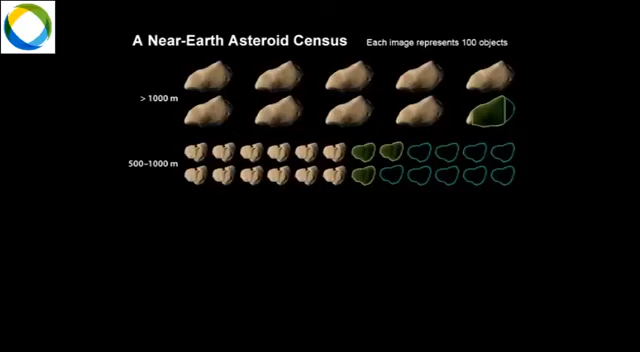 A Near-Earth Asteroid Census
Each image represents 100 objects
> 1000 m
500–1000 m